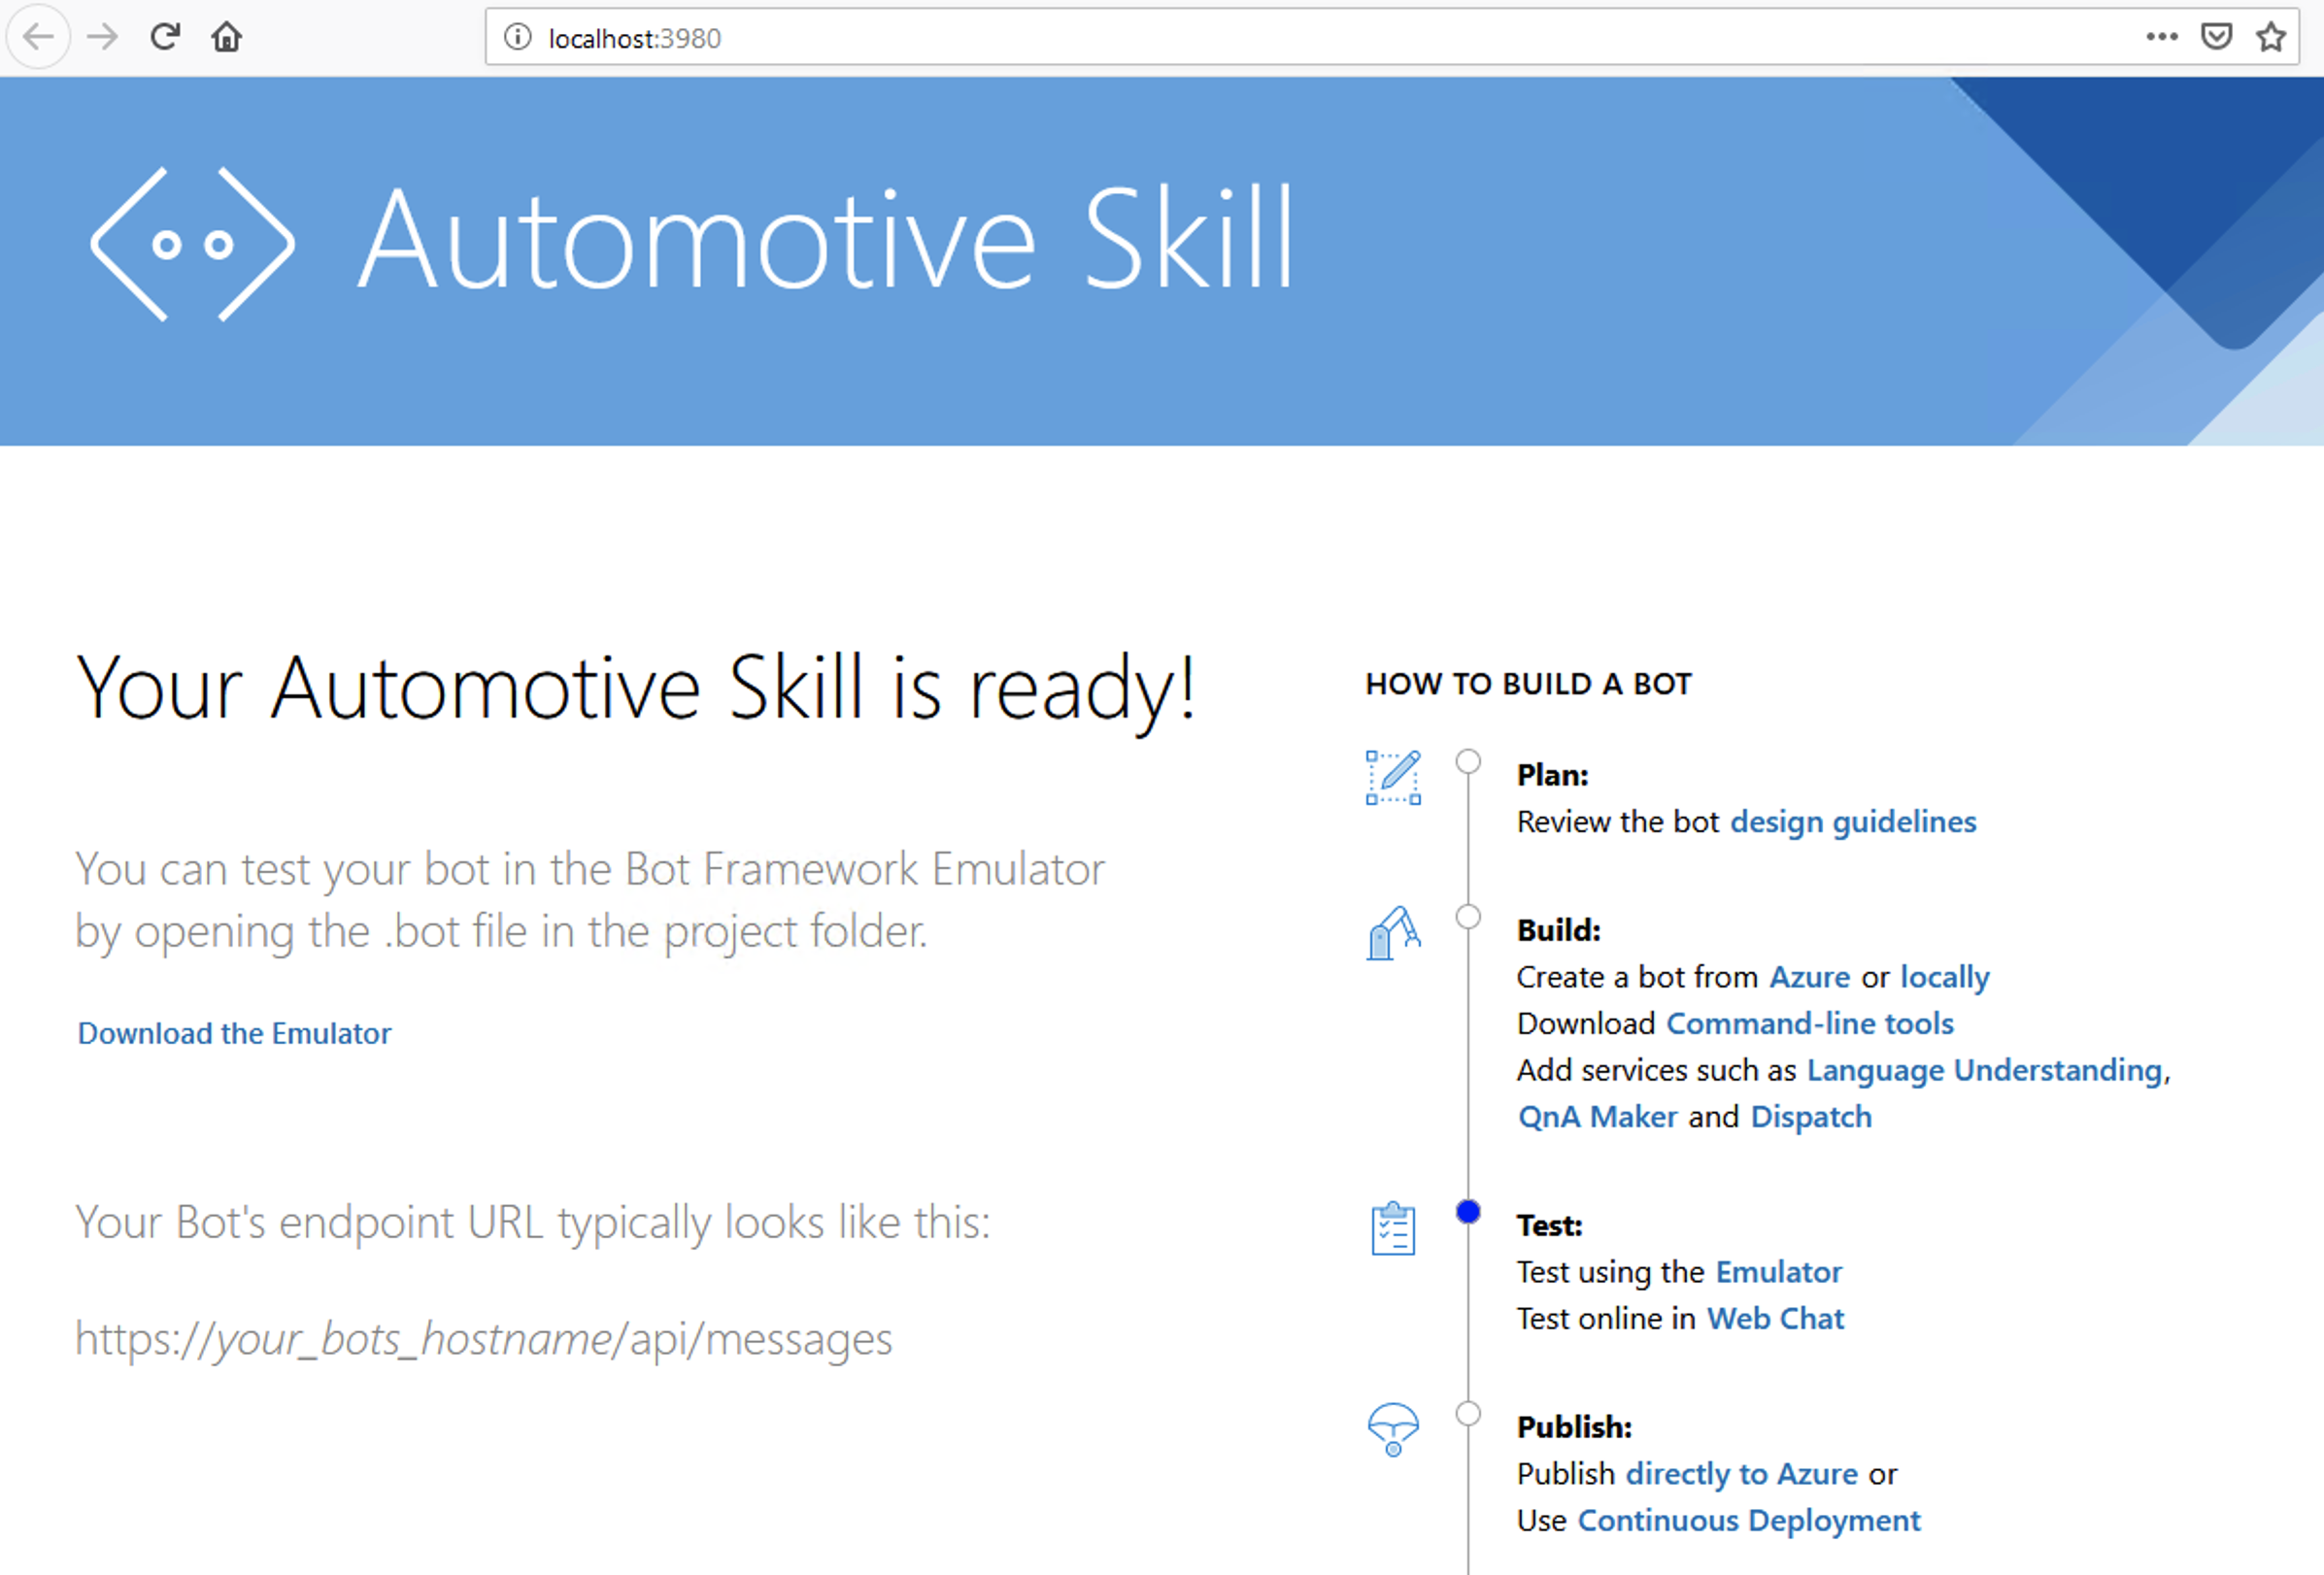 localhost:3980
Automotive Skill
Your Automotive Skill is ready!
You can test your bot in the Bot Framework Emulator
by opening the .bot file in the project folder.
Download the Emulator
Your Bot's endpoint URL typically looks like this:
https://your_bots_hostname/api/messages
HOW TO BUILD A BOT
Plan:
Review the bot design guidelines
Build:
Create a bot from Azure or locally
Download Command-line tools
Add services such as Language Understanding,
QnA Maker and Dispatch
Test:
Test using the Emulator
Test online in Web Chat
Publish:
Publish directly to Azure or
Use Continuous Deployment